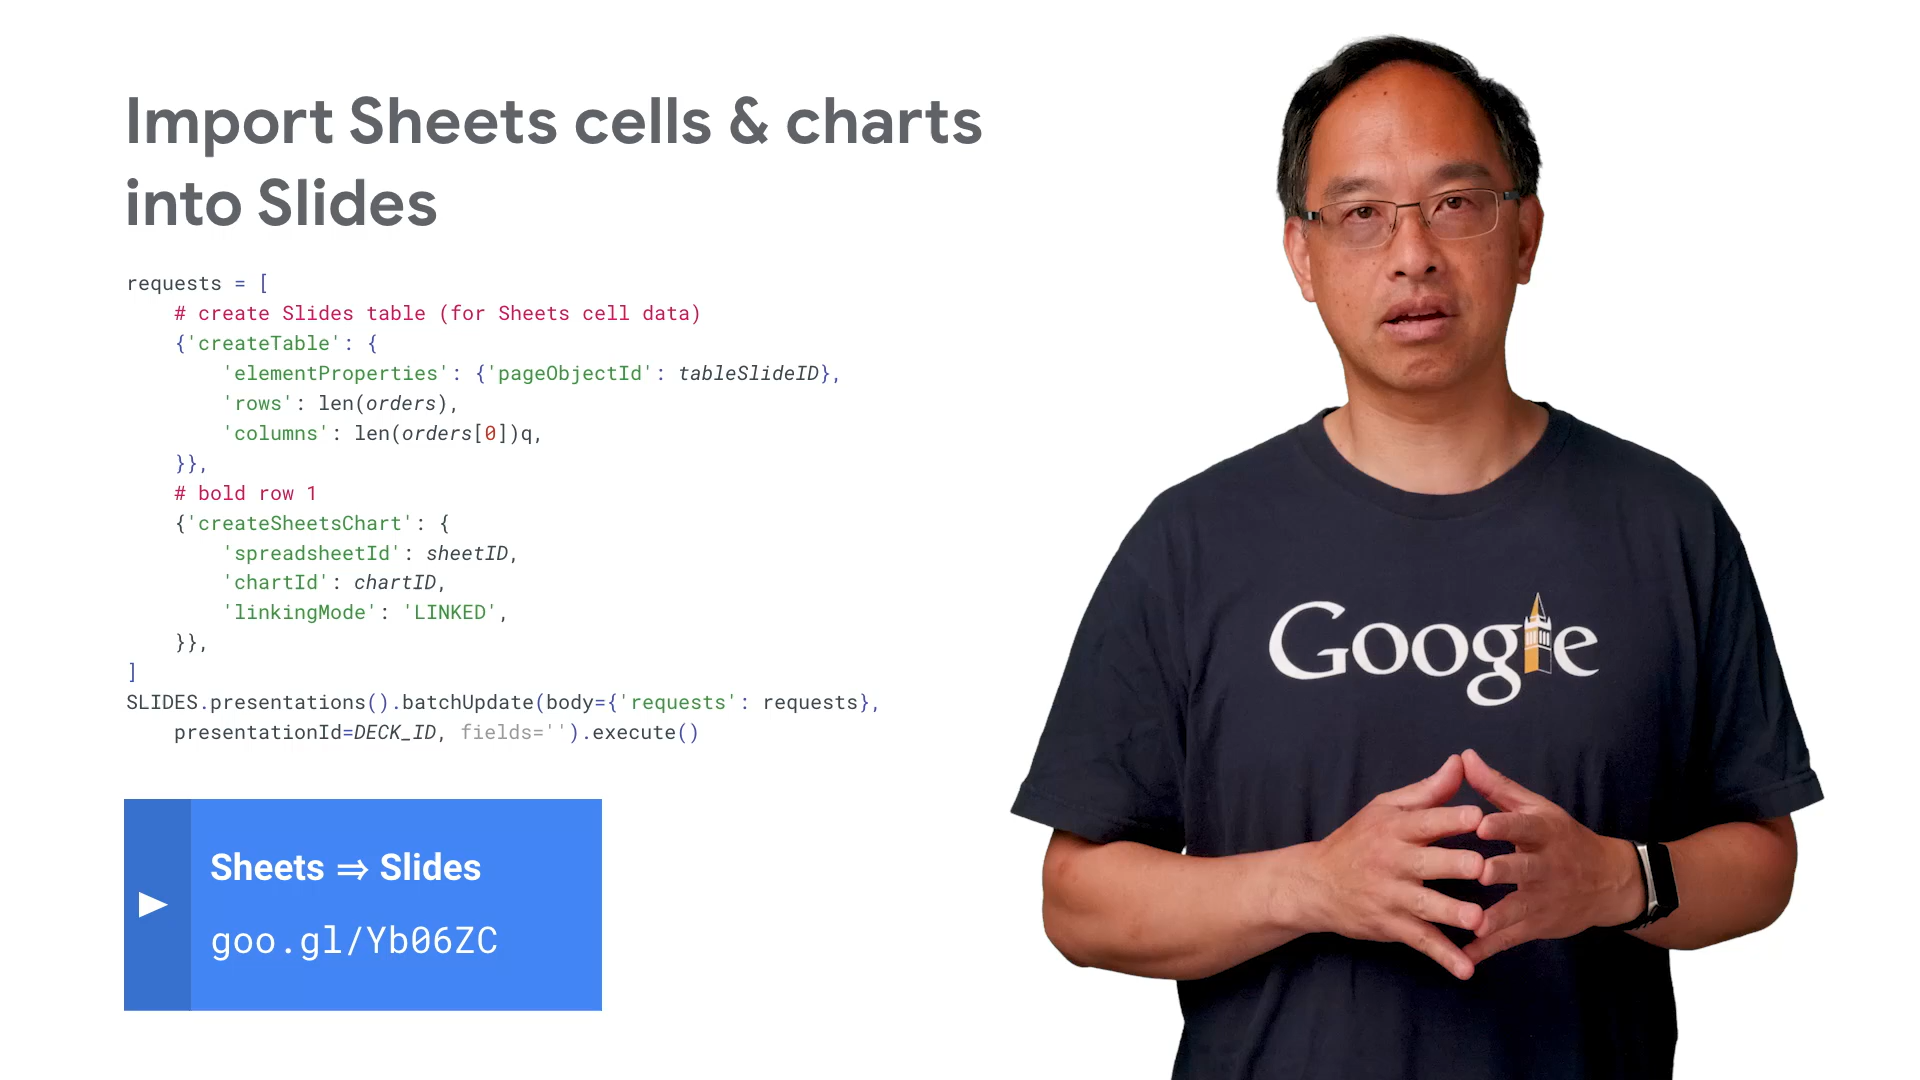 Import Sheets cells & charts
into Slides
requests = [
    # create Slides table (for Sheets cell data)
    {'createTable': {
        'elementProperties': {'pageObjectId': tableSlideID},
        'rows': len(orders),
        'columns': len(orders[0])q,
    }},
    # bold row 1
    {'createSheetsChart': {
        'spreadsheetId': sheetID,
        'chartId': chartID,
        'linkingMode': 'LINKED',
    }},
]
SLIDES.presentations().batchUpdate(body={'requests': requests},
    presentationId=DECK_ID, fields='').execute()
Sheets ⇒ Slides
goo.gl/Yb06ZC
Google